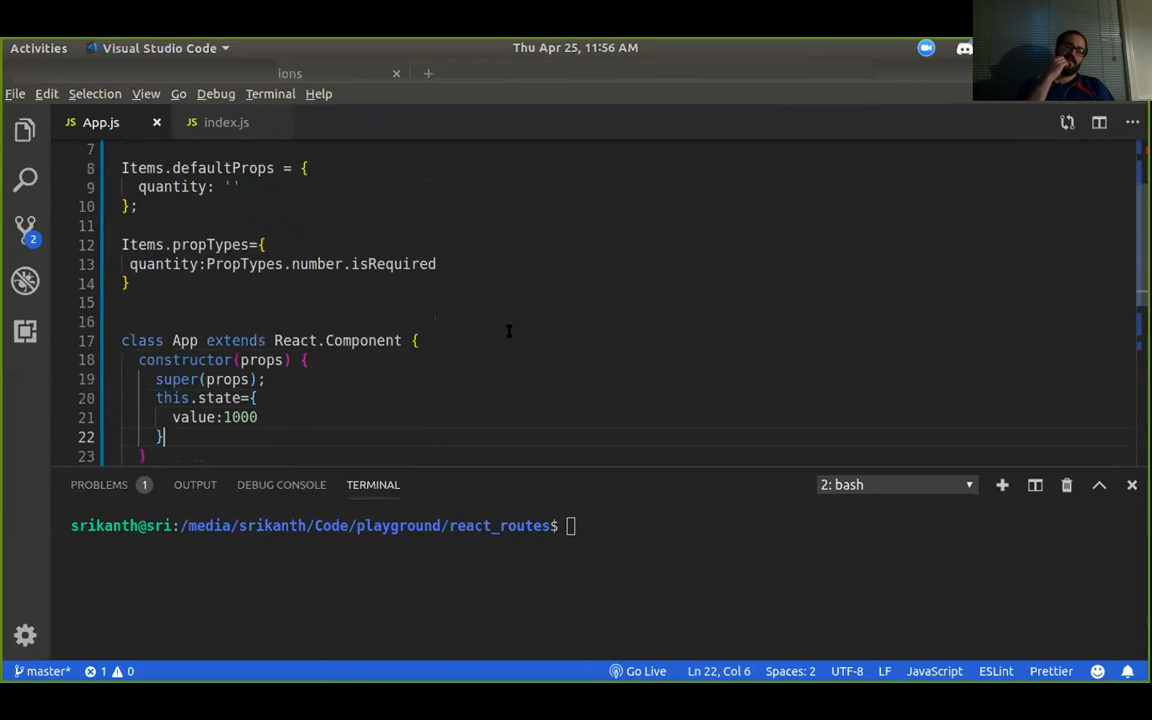 Activities Visual Studio Code Thu Apr 25, 11:56 AM
ions
File Edit Selection View Go Debug Terminal Help
JS App.js JS index.js
7
8 Items.defaultProps = {
9 quantity: ''
10 };
11
12 Items.propTypes={
13 quantity:PropTypes.number.isRequired
14 }
15
16
17 class App extends React.Component {
18 constructor(props) {
19 super(props);
20 this.state={
21 value:1000
22 }
23 }
2
PROBLEMS 1 OUTPUT DEBUG CONSOLE TERMINAL 2: bash
srikanth@sri:/media/srikanth/Code/playground/react_routes$
master* 1 0 Go Live Ln 22, Col 6 Spaces: 2 UTF-8 LF JavaScript ESLint Prettier